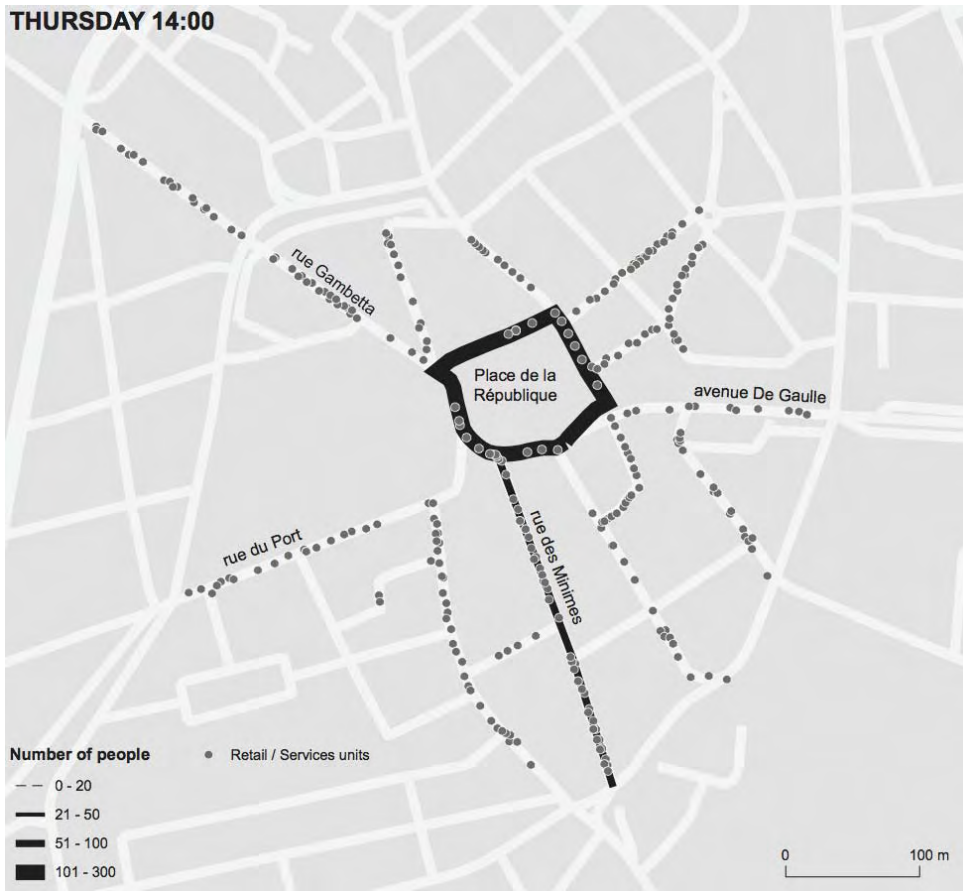 THURSDAY 14:00
rue Gambetta
Place de la
République
avenue De Gaulle
rue du Port
rue des Minimes
Number of people
Retail / Services units
0 - 20
21 - 50
51 - 100
101 - 300
0
100 m